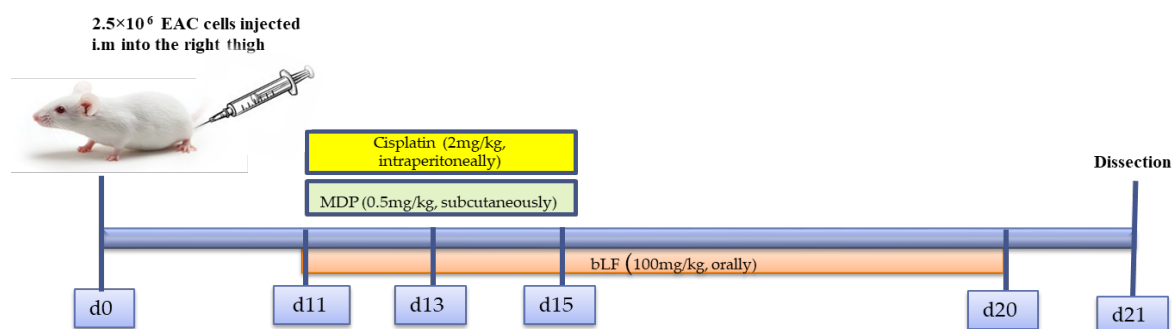 2.5×10⁶ EAC cells injected
i.m into the right thigh
Cisplatin (2mg/kg,
intraperitoneally)
Dissection
MDP (0.5mg/kg, subcutaneously)
bLF (100mg/kg, orally)
d0
d11
d13
d15
d20
d21